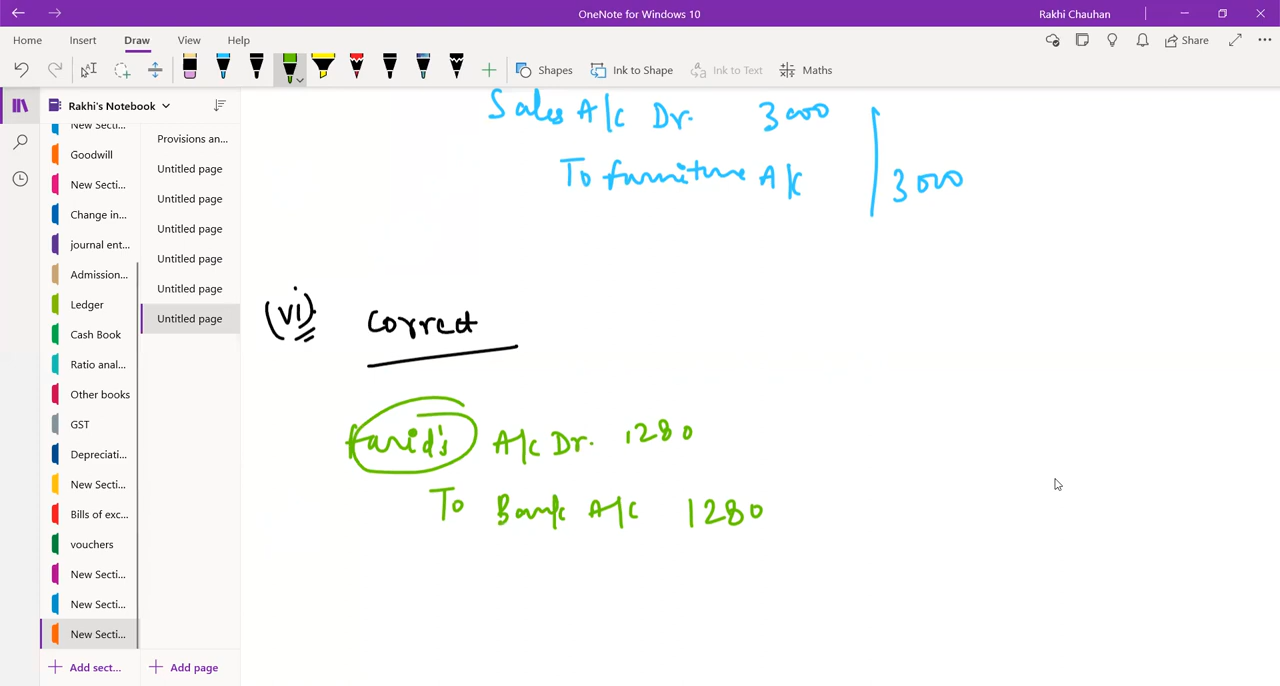 OneNote for Windows 10
Rakhi Chauhan
Home Insert Draw View Help
Share
Shapes Ink to Shape Ink to Text Maths
Rakhi's Notebook
New Secti...
Goodwill
New Secti...
Change in...
journal ent...
Admission...
Ledger
Cash Book
Ratio anal...
Other books
GST
Depreciati...
New Secti...
Bills of exc...
vouchers
New Secti...
New Secti...
New Secti...
Add sect...
Provisions an...
Untitled page
Untitled page
Untitled page
Untitled page
Untitled page
Untitled page
Add page
Sales A/c Dr. 3000
To furniture A/c 3000
(vi) Correct
Farid's A/c Dr. 1280
To Bank A/c 1280